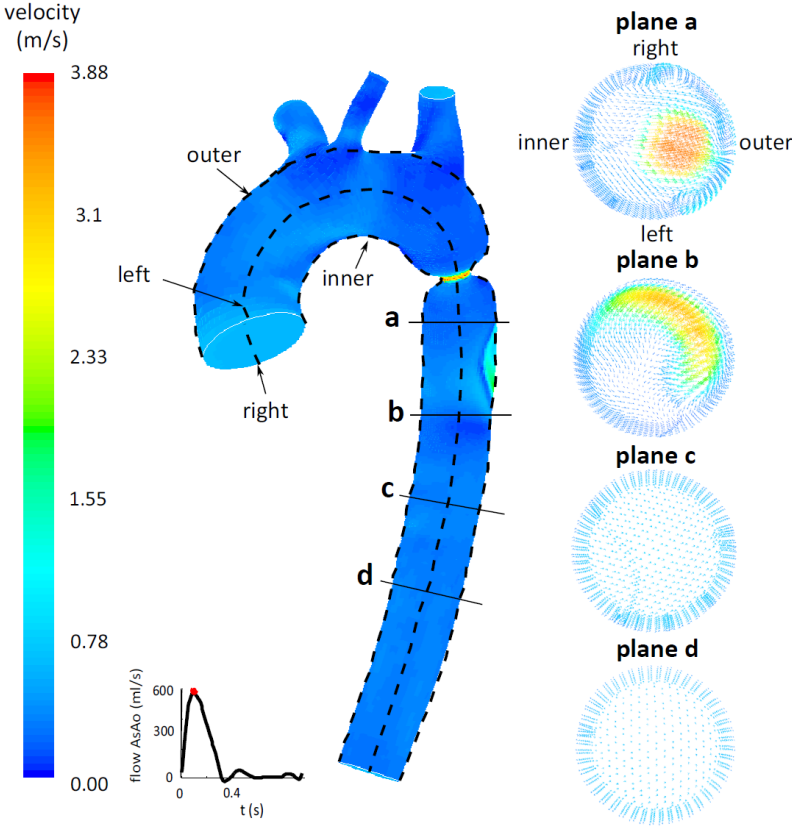 velocity
(m/s)
3.88
3.1
2.33
1.55
0.78
0.00
outer
left
inner
right
a
b
c
d
plane a
right
inner
outer
left
plane b
plane c
plane d
flow AsAo (ml/s)
600
300
0
0
0.4
t (s)